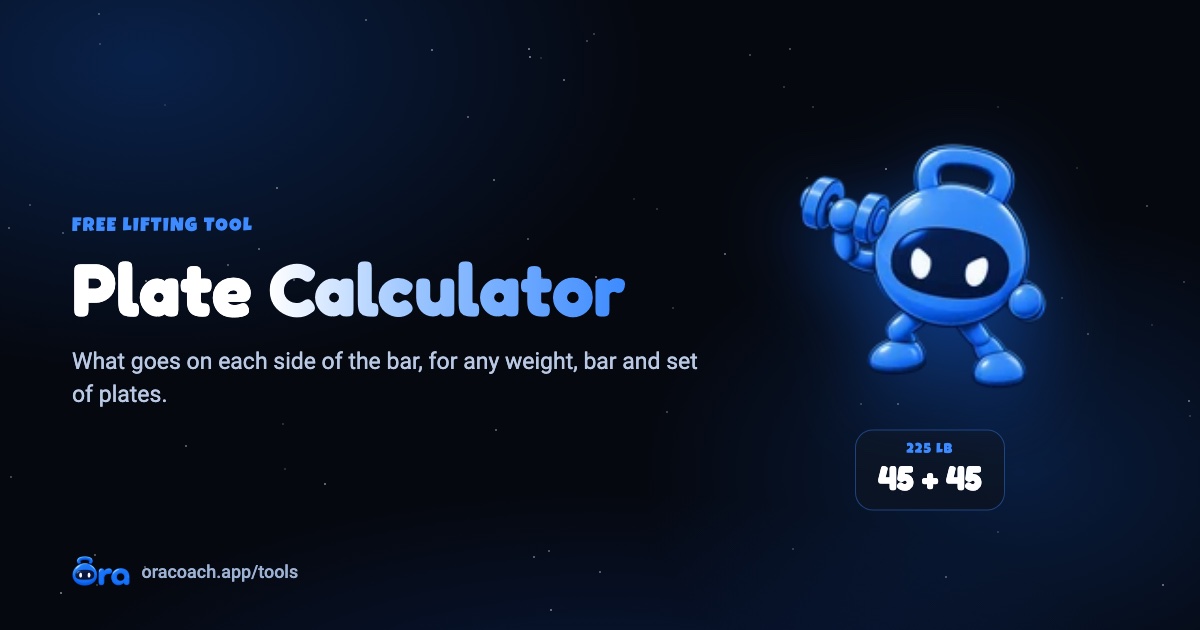 FREE LIFTING TOOL
Plate Calculator
What goes on each side of the bar, for any weight, bar and set
of plates.
225 LB
45 + 45
Ora oracoach.app/tools